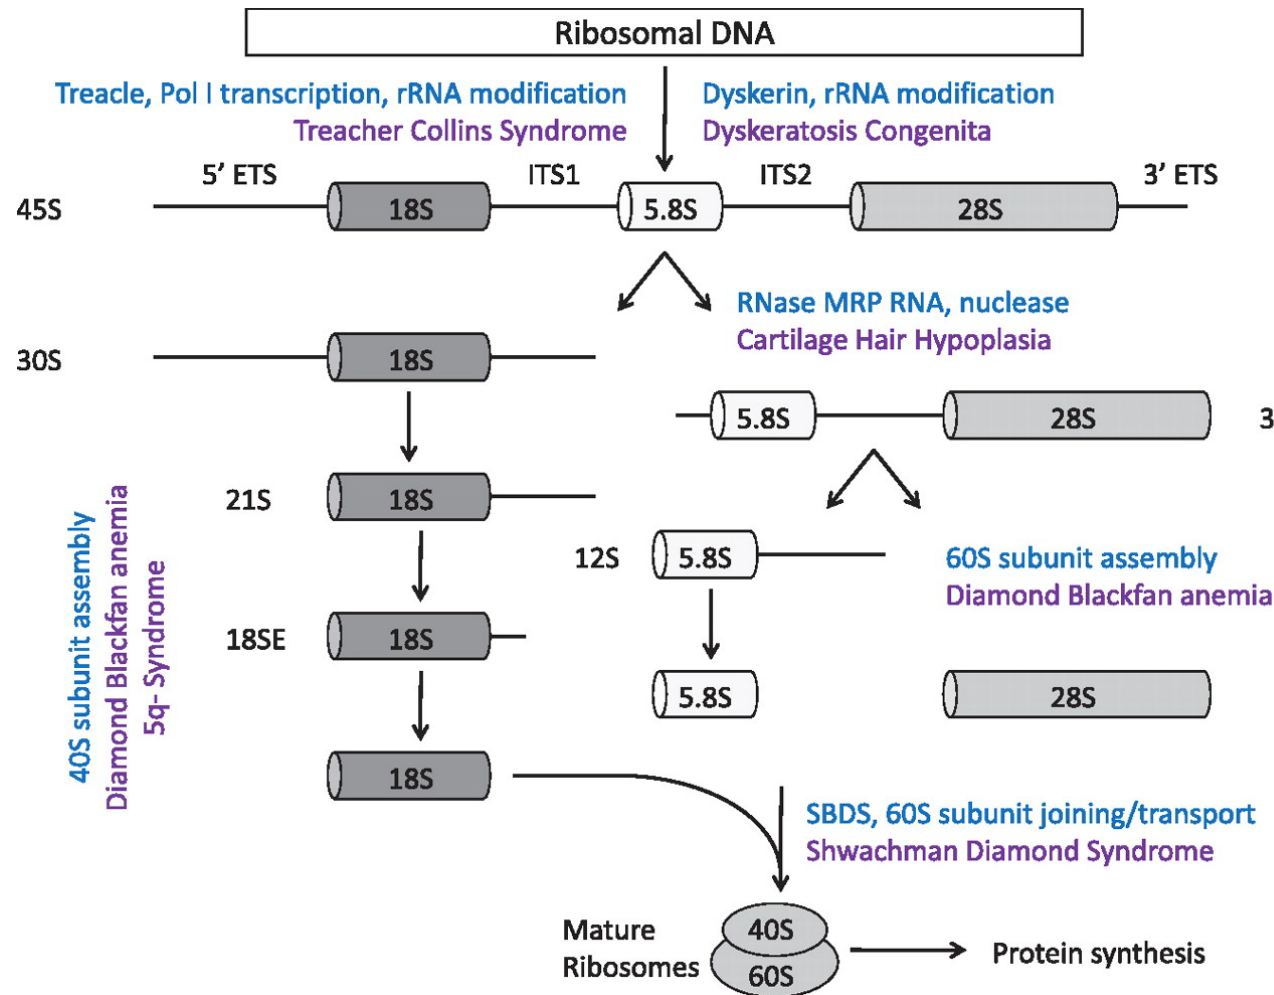 Ribosomal DNA
Treacle, Pol I transcription, rRNA modification
Treacher Collins Syndrome
Dyskerin, rRNA modification
Dyskeratosis Congenita
5’ ETS
ITS1
ITS2
3’ ETS
45S
18S
5.8S
28S
RNase MRP RNA, nuclease
Cartilage Hair Hypoplasia
30S
18S
5.8S
28S
3
21S
18S
12S
5.8S
60S subunit assembly
Diamond Blackfan anemia
40S subunit assembly
Diamond Blackfan anemia
5q- Syndrome
18SE
18S
5.8S
28S
18S
SBDS, 60S subunit joining/transport
Shwachman Diamond Syndrome
Mature
Ribosomes
40S
60S
Protein synthesis